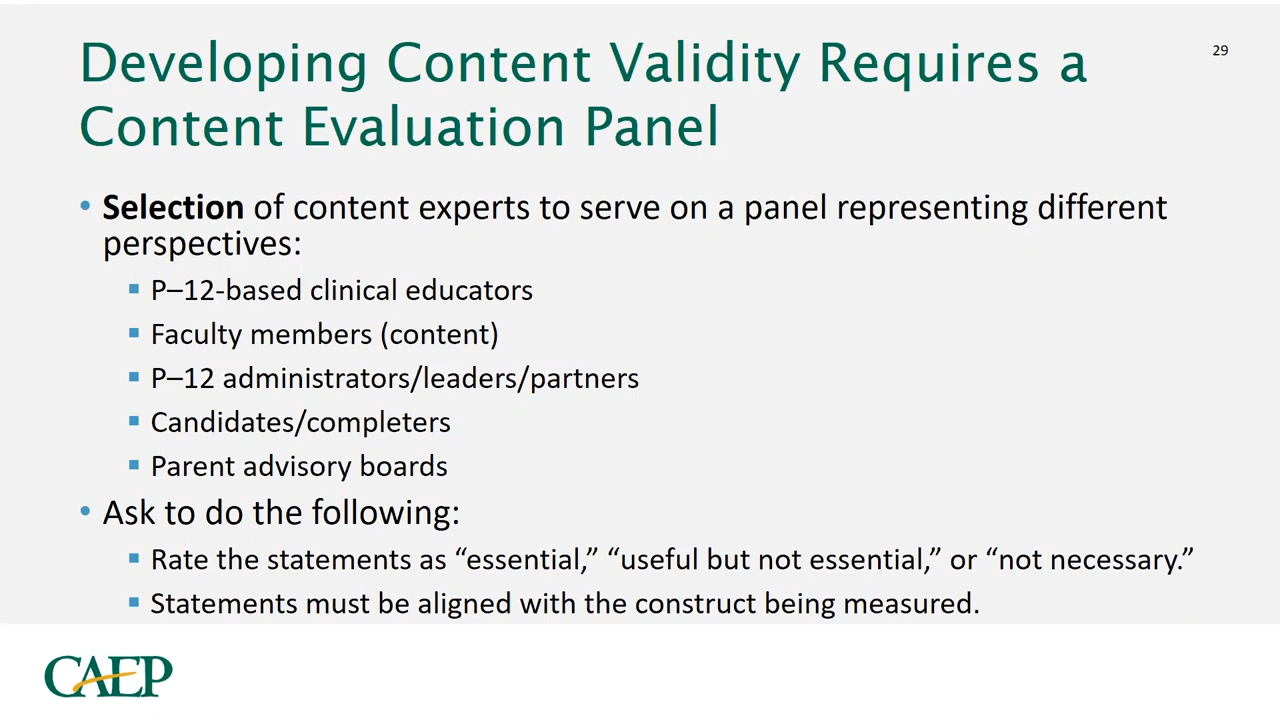 Developing Content Validity Requires a
Content Evaluation Panel
29
• Selection of content experts to serve on a panel representing different
perspectives:
▪ P–12-based clinical educators
▪ Faculty members (content)
▪ P–12 administrators/leaders/partners
▪ Candidates/completers
▪ Parent advisory boards
• Ask to do the following:
▪ Rate the statements as “essential,” “useful but not essential,” or “not necessary.”
▪ Statements must be aligned with the construct being measured.
CAEP